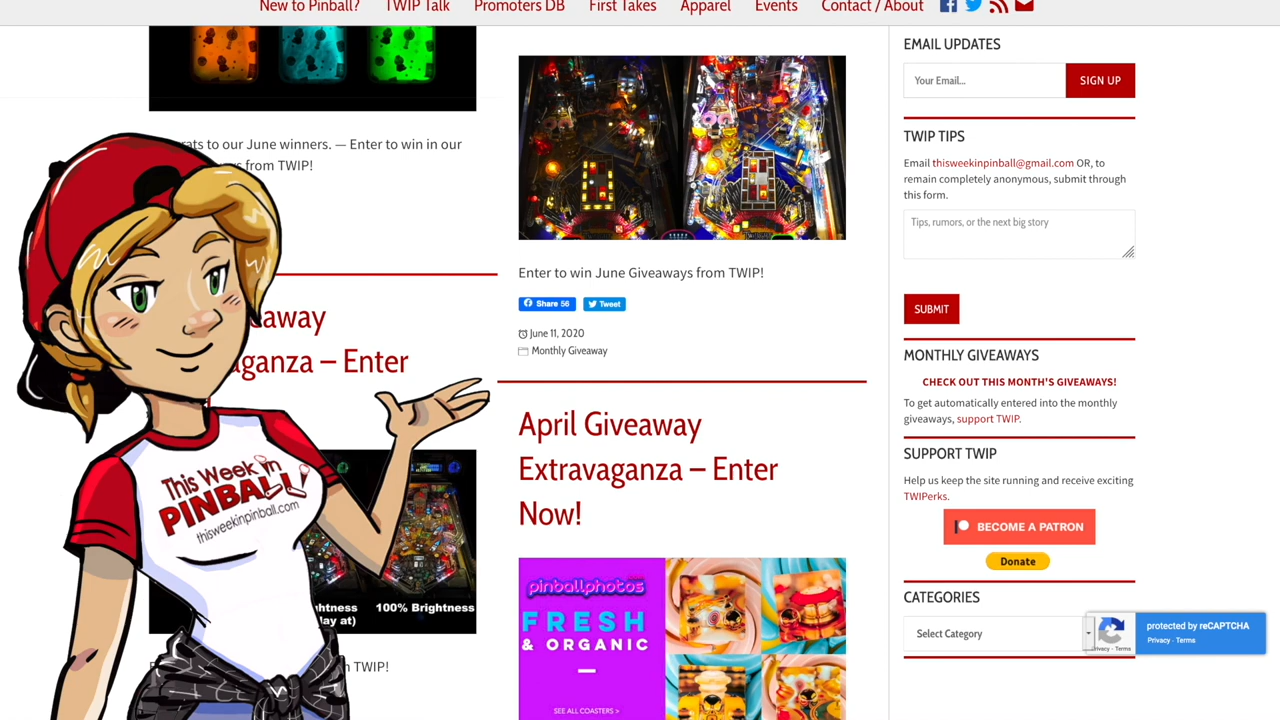 New to Pinball? TWIP Talk Promoters DB First Takes Apparel Events Contact / About
rats to our June winners. — Enter to win in our
s from TWIP!
away
aganza – Enter
This Week in
PINBALL
thisweekinpinball.com
htness 100% Brightness
lay at)
TWIP!
Enter to win June Giveaways from TWIP!
Share 56 Tweet
June 11, 2020
Monthly Giveaway
April Giveaway
Extravaganza – Enter
Now!
pinballphotos
FRESH
& ORGANIC
SEE ALL COASTERS >
EMAIL UPDATES
Your Email... SIGN UP
TWIP TIPS
Email thisweekinpinball@gmail.com OR, to
remain completely anonymous, submit through
this form.
Tips, rumors, or the next big story
SUBMIT
MONTHLY GIVEAWAYS
CHECK OUT THIS MONTH'S GIVEAWAYS!
To get automatically entered into the monthly
giveaways, support TWIP.
SUPPORT TWIP
Help us keep the site running and receive exciting
TWIPerks.
BECOME A PATRON
Donate
CATEGORIES
Select Category
Privacy - Terms
protected by reCAPTCHA
Privacy - Terms